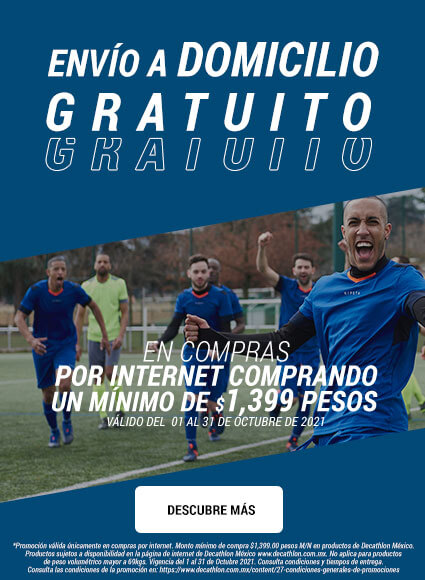 ENVÍO A DOMICILIO
GRATUITO
GRATUITO
KIPSTA
EN COMPRAS
POR INTERNET COMPRANDO
UN MÍNIMO DE $1,399 PESOS
VÁLIDO DEL 01 AL 31 DE OCTUBRE DE 2021
DESCUBRE MÁS
*Promoción válida únicamente en compras por internet. Monto mínimo de compra $1,399.00 pesos M/N en productos de Decathlon México.
Productos sujetos a disponibilidad en la página de internet de Decathlon México www.decathlon.com.mx. No aplica para productos
de peso volumétrico mayor a 69kgs. Vigencia del 1 al 31 de Octubre 2021. Consulta condiciones y tiempos de entrega.
Consulta las condiciones de la promoción en: https://www.decathlon.com.mx/content/27-condiciones-generales-de-promociones